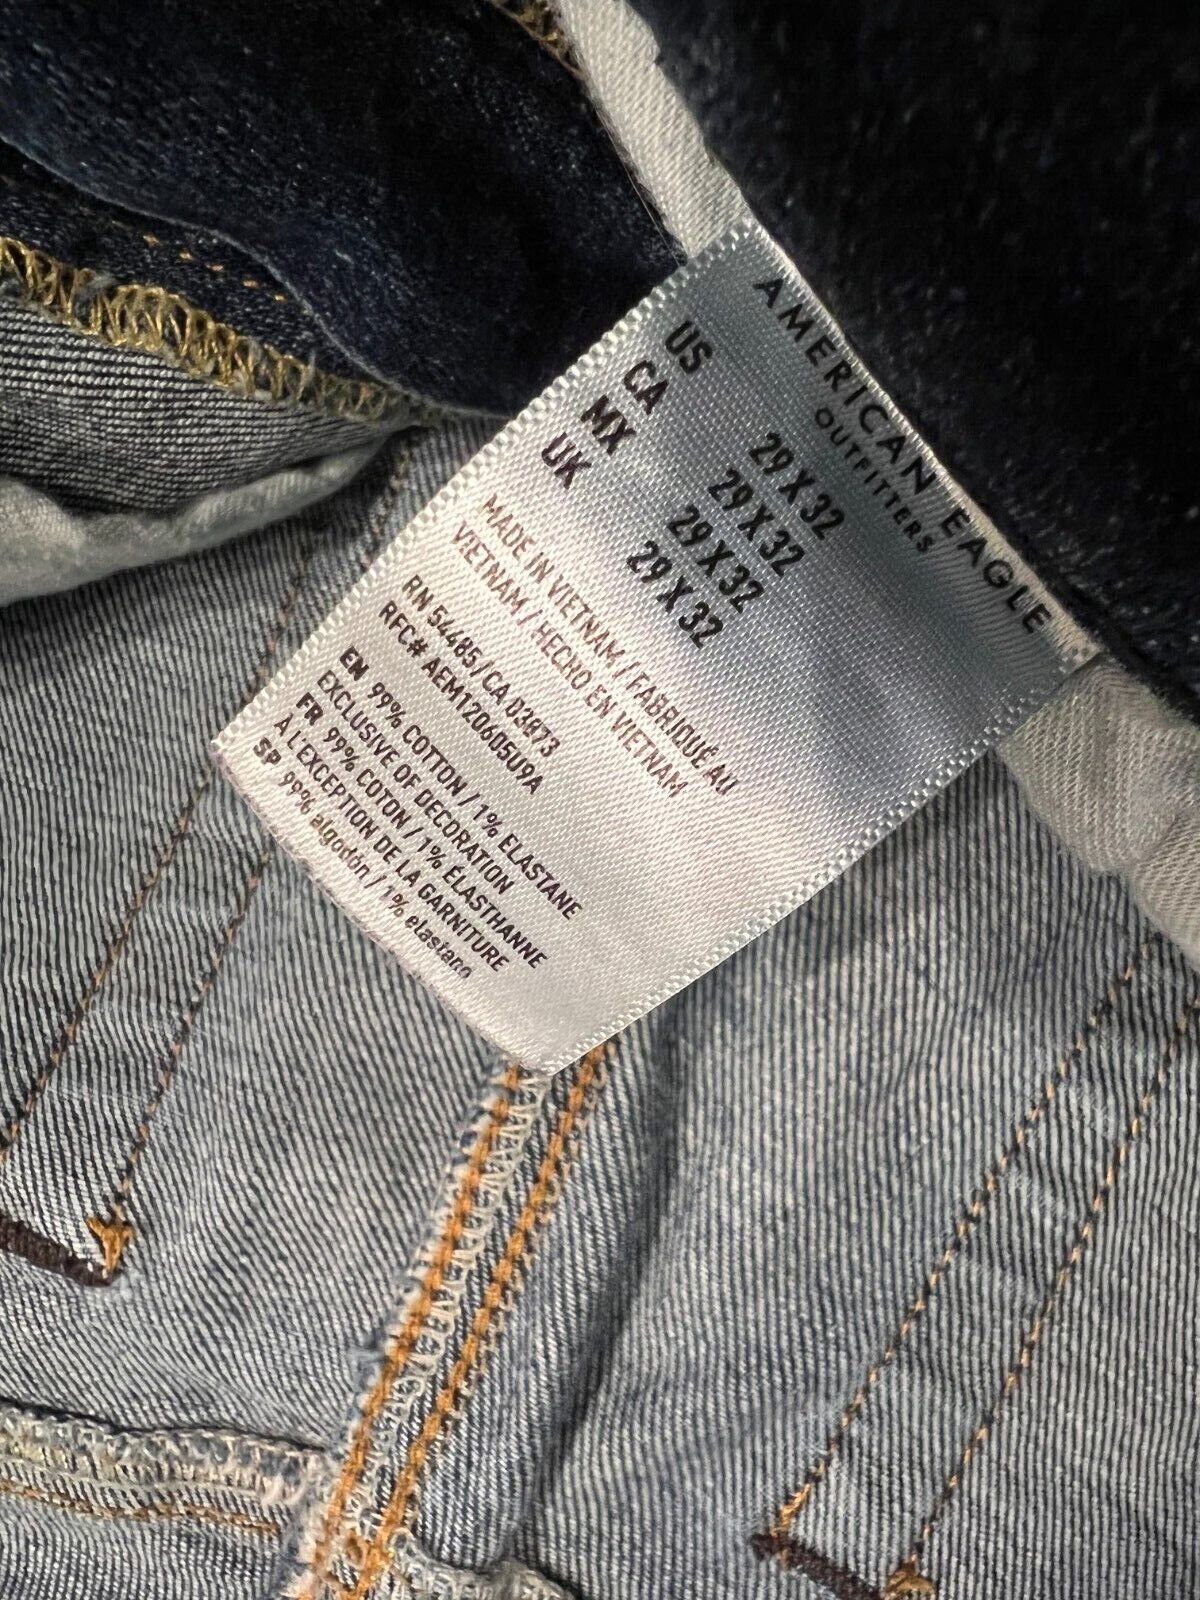 AMERICAN EAGLE
OUTFITTERS
US 29 X 32
CA 29 X 32
MX 29 X 32
UK 29 X 32
MADE IN VIETNAM / FABRIQUÉ AU
VIETNAM / HECHO EN VIETNAM
RN 54485 / CA 03873
RFC# AEM120605U9A
EN 99% COTTON / 1% ELASTANE
EXCLUSIVE OF DECORATION
FR 99% COTON / 1% ÉLASTHANNE
À L'EXCEPTION DE LA GARNITURE
SP 99% algodón / 1% elastano